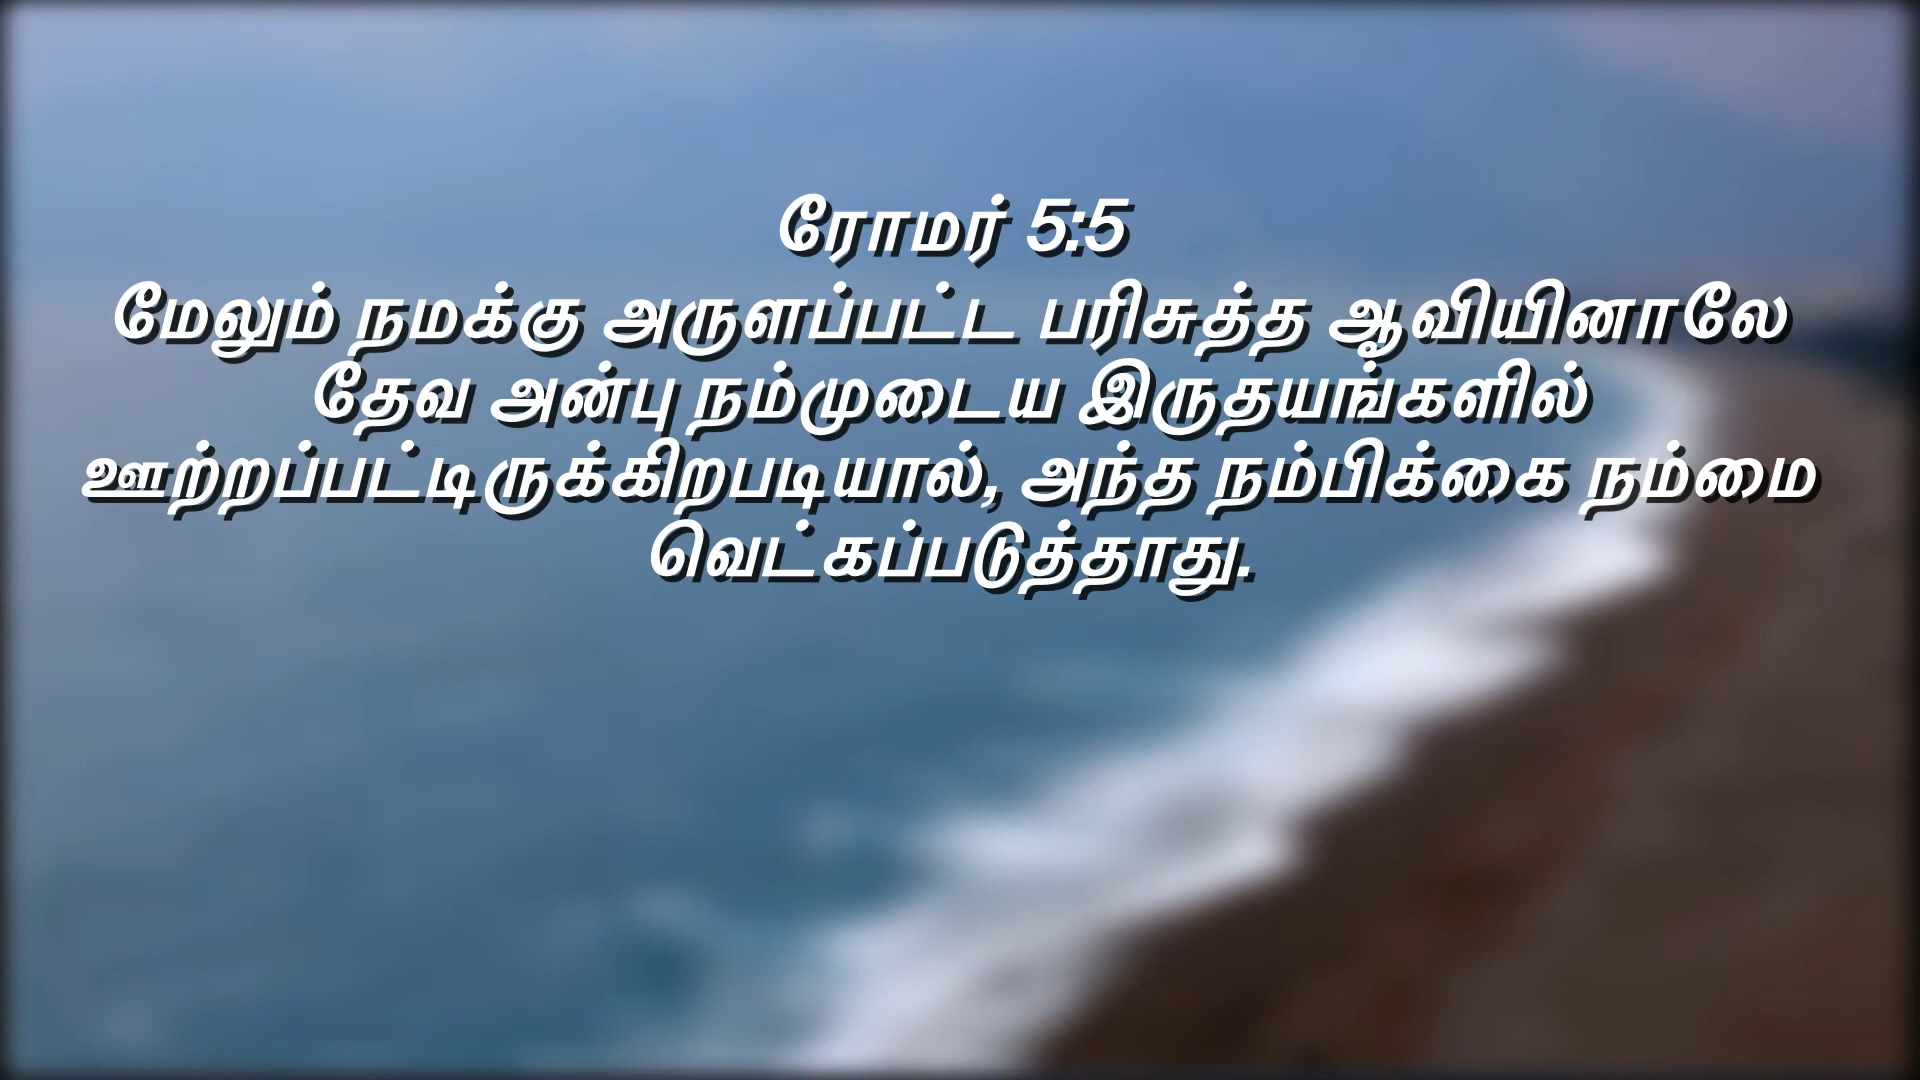 ரோமர் 5:5
மேலும் நமக்கு அருளப்பட்ட பரிசுத்த ஆவியினாலே
தேவ அன்பு நம்முடைய இருதயங்களில்
ஊற்றப்பட்டிருக்கிறபடியால், அந்த நம்பிக்கை நம்மை
வெட்கப்படுத்தாது.